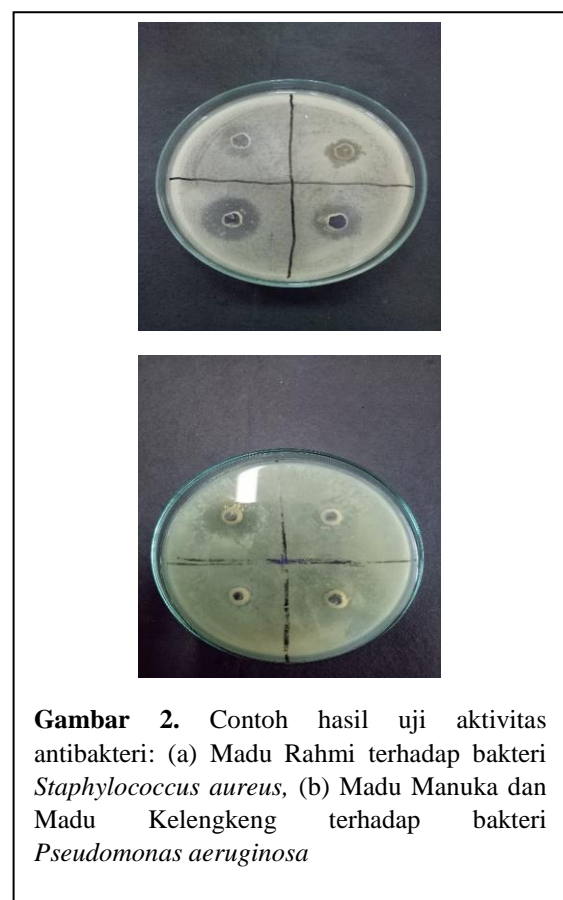 Gambar 2. Contoh hasil uji aktivitas
antibakteri: (a) Madu Rahmi terhadap bakteri
Staphylococcus aureus, (b) Madu Manuka dan
Madu Kelengkeng terhadap bakteri
Pseudomonas aeruginosa